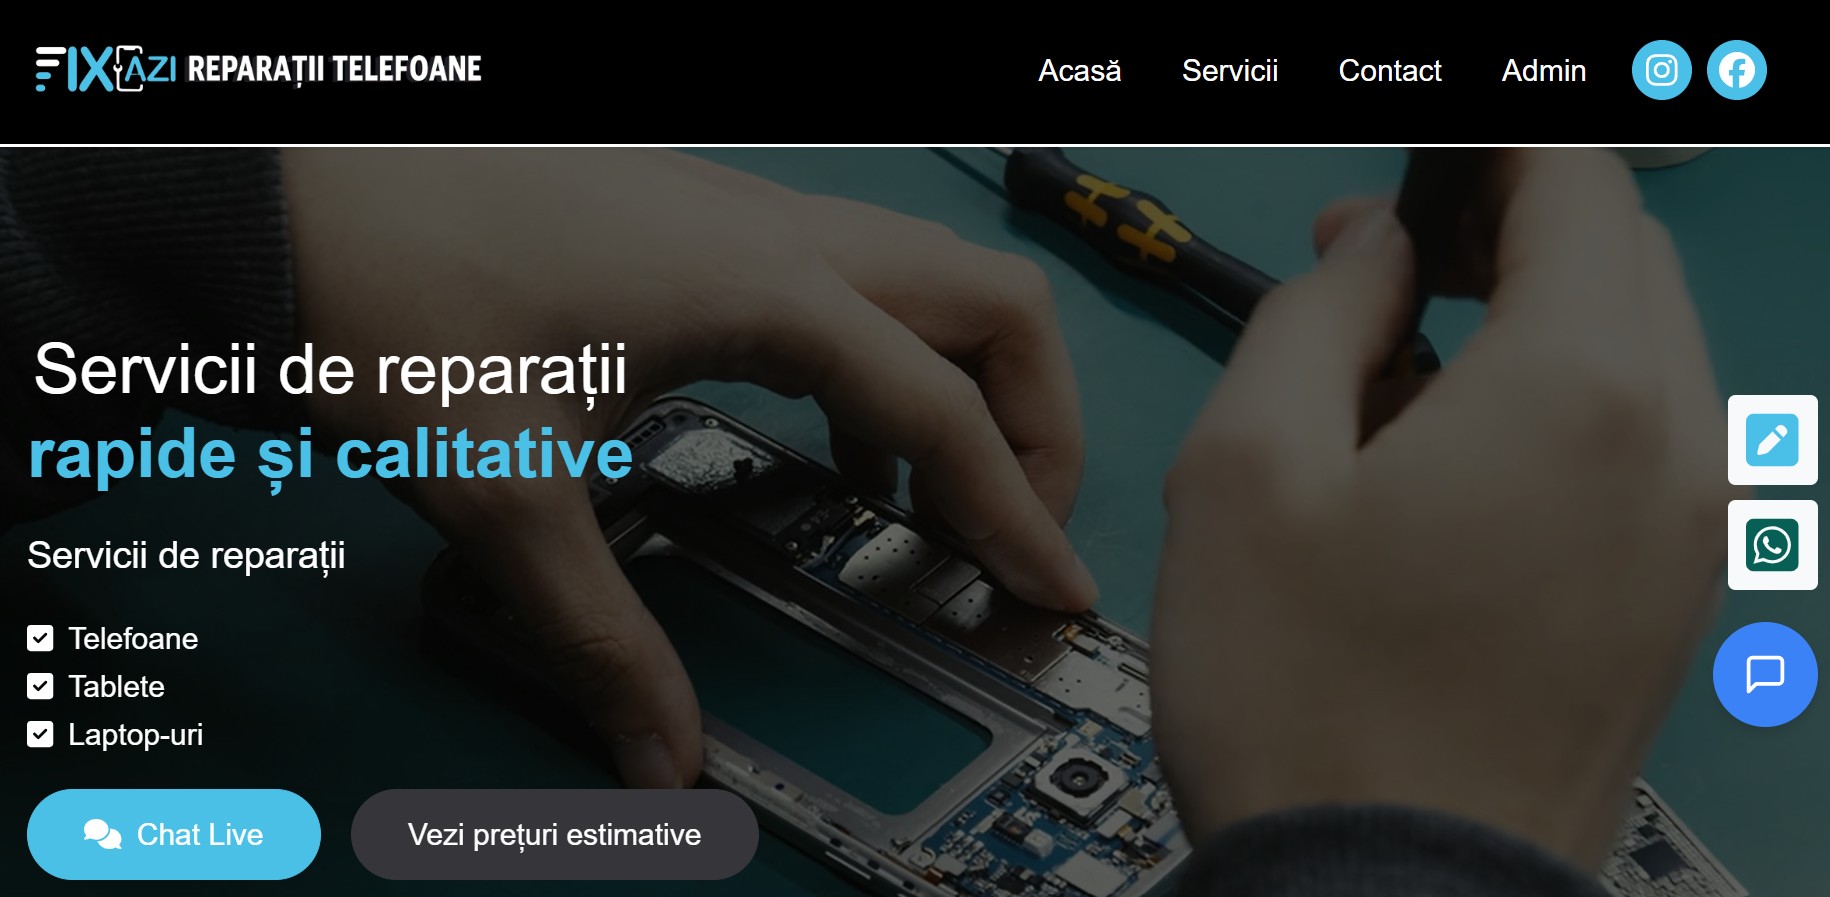 FIXAZI REPARAȚII TELEFOANE
Acasă Servicii Contact Admin
Servicii de reparații
rapide și calitative
Servicii de reparații
Telefoane
Tablete
Laptop-uri
Chat Live Vezi prețuri estimative